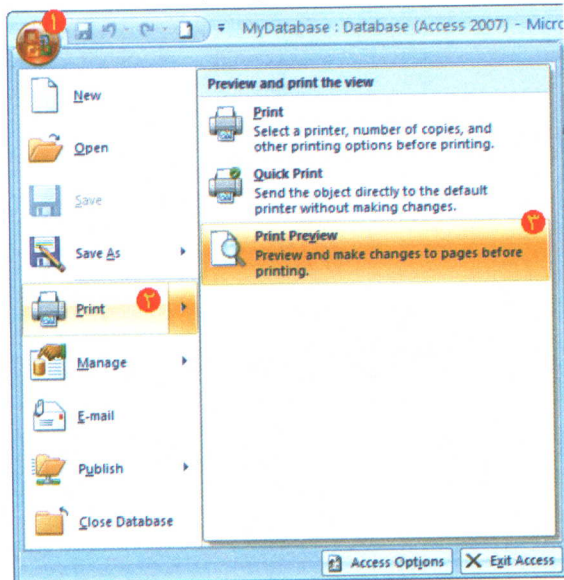 ۱
MyDatabase : Database (Access 2007) - Micro
New
Open
Save
Save As
Print ۲
Manage
E-mail
Publish
Close Database
Preview and print the view
Print
Select a printer, number of copies, and
other printing options before printing.
Quick Print
Send the object directly to the default
printer without making changes.
Print Preview ۳
Preview and make changes to pages before
printing.
Access Options
Exit Access